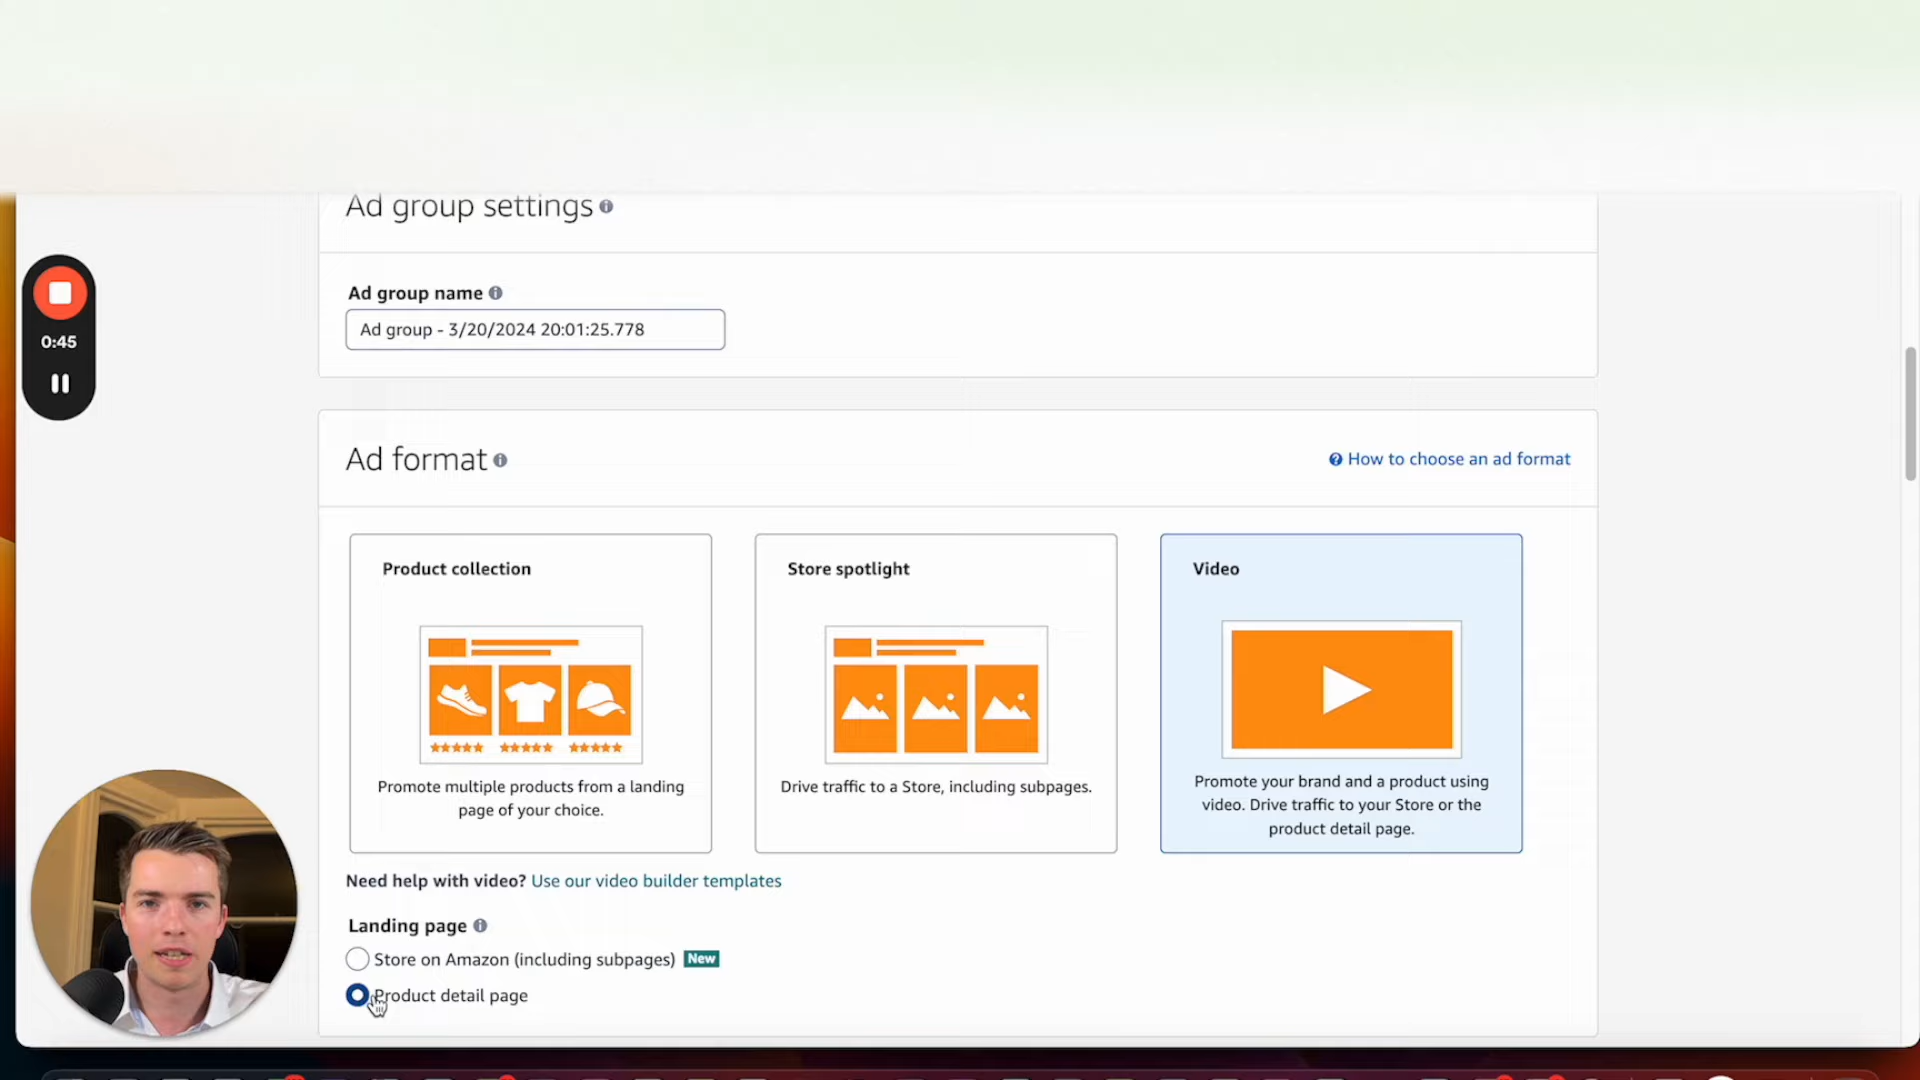 Ad group settings
Ad group name
Ad group - 3/20/2024 20:01:25.778
0:45
Ad format
How to choose an ad format
Product collection
Promote multiple products from a landing
page of your choice.
Store spotlight
Drive traffic to a Store, including subpages.
Video
Promote your brand and a product using
video. Drive traffic to your Store or the
product detail page.
Need help with video? Use our video builder templates
Landing page
Store on Amazon (including subpages) New
Product detail page